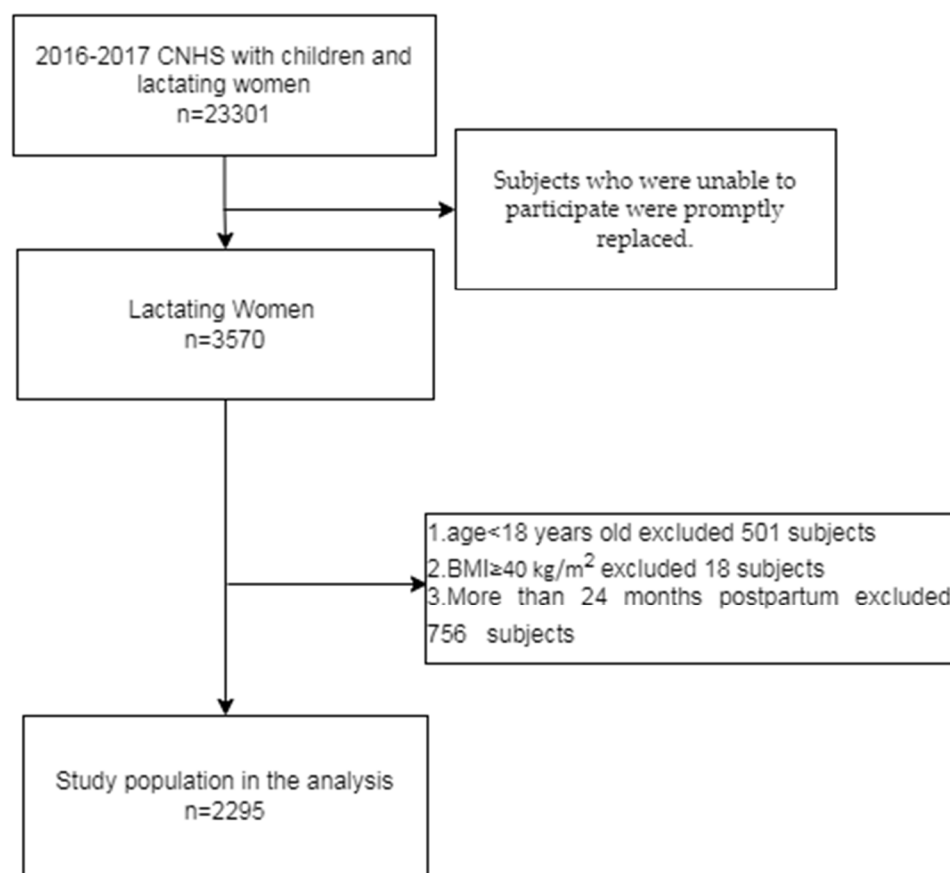 2016-2017 CNHS with children and
lactating women
n=23301
Subjects who were unable to
participate were promptly
replaced.
Lactating Women
n=3570
1.age<18 years old excluded 501 subjects
2.BMI≥40 kg/m² excluded 18 subjects
3.More than 24 months postpartum excluded
756 subjects
Study population in the analysis
n=2295